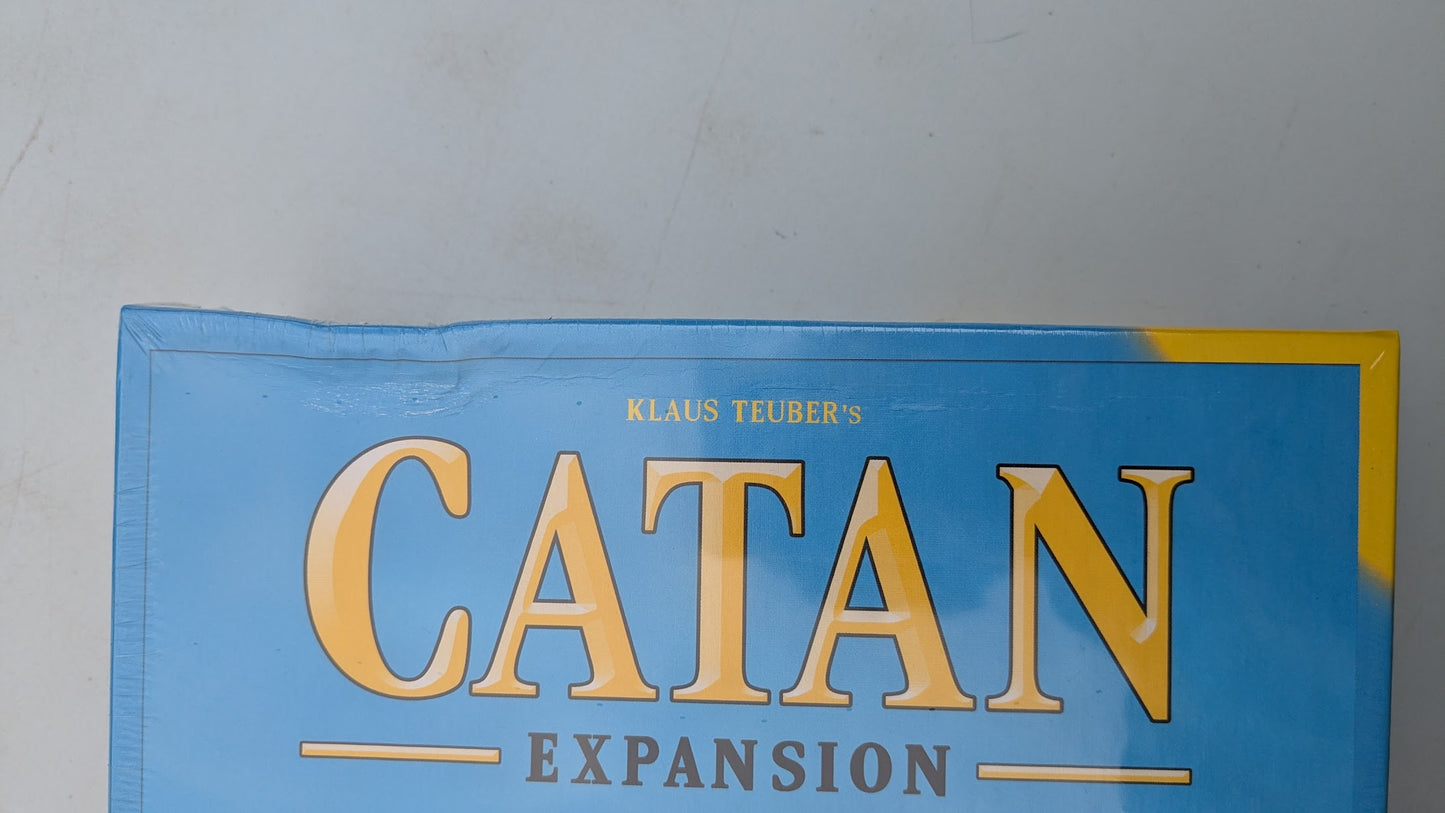 KLAUS TEUBER's
CATAN
EXPANSION